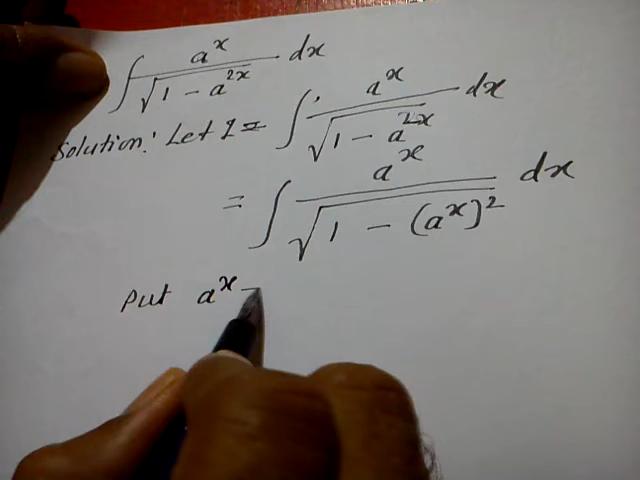 ∫ a^x / √(1 - a^2x) dx
Solution: Let I = ∫ a^x / √(1 - a^2x) dx
= ∫ a^x / √(1 - (a^x)^2) dx
Put a^x -